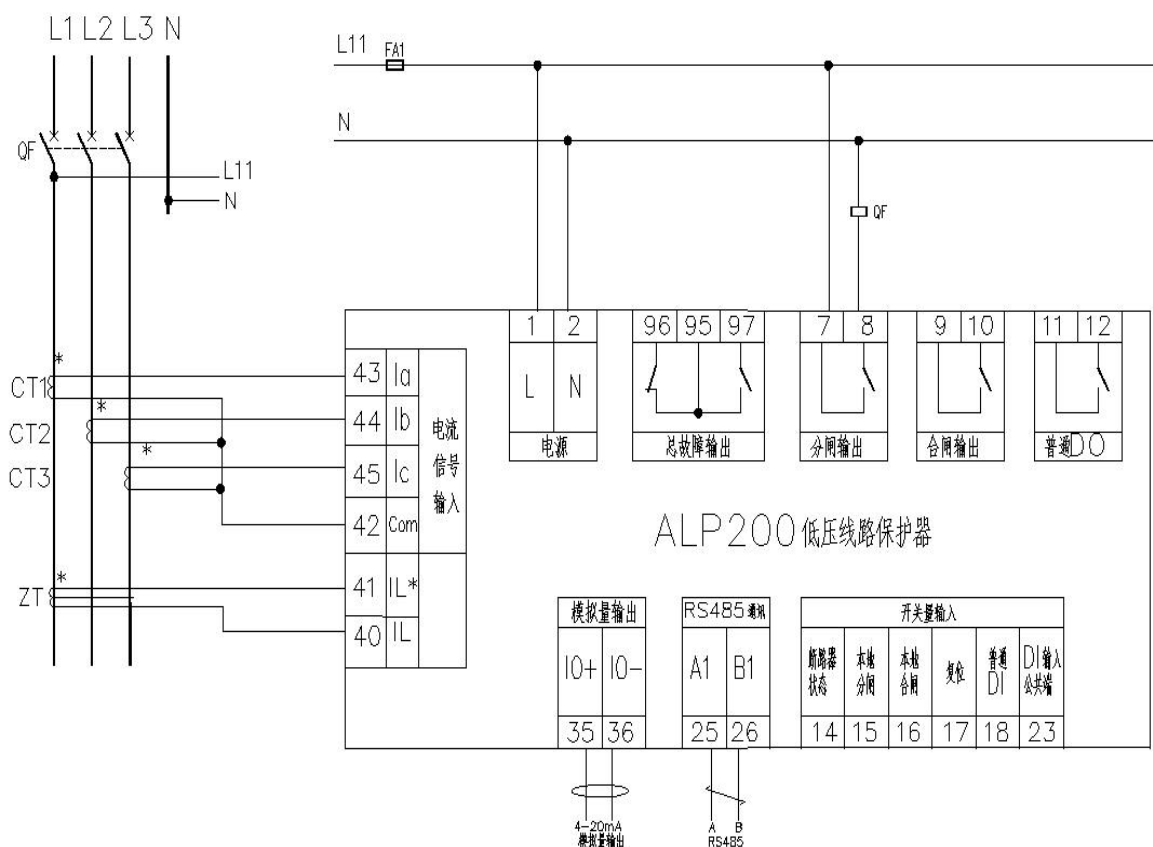 L1 L2 L3 N
L11 FA1
N
QF
L11
N
QF
1 2
96 95 97
7 8
9 10
11 12
L N
电源
总故障输出
分闸输出
合闸输出
普通DO
CT1
*
43 Ia
CT2
*
44 Ib
CT3
*
45 Ic
42 Com
电流
信号
输入
ZT
*
41 IL*
40 IL
ALP200低压线路保护器
模拟量输出
IO+ IO-
35 36
4-20mA
模拟量输出
RS485通讯
A1 B1
25 26
A B
RS485
开关量输入
断路器
状态
本地
分闸
本地
合闸
复位
普通
DI
DI输入
公共端
14 15 16 17 18 23